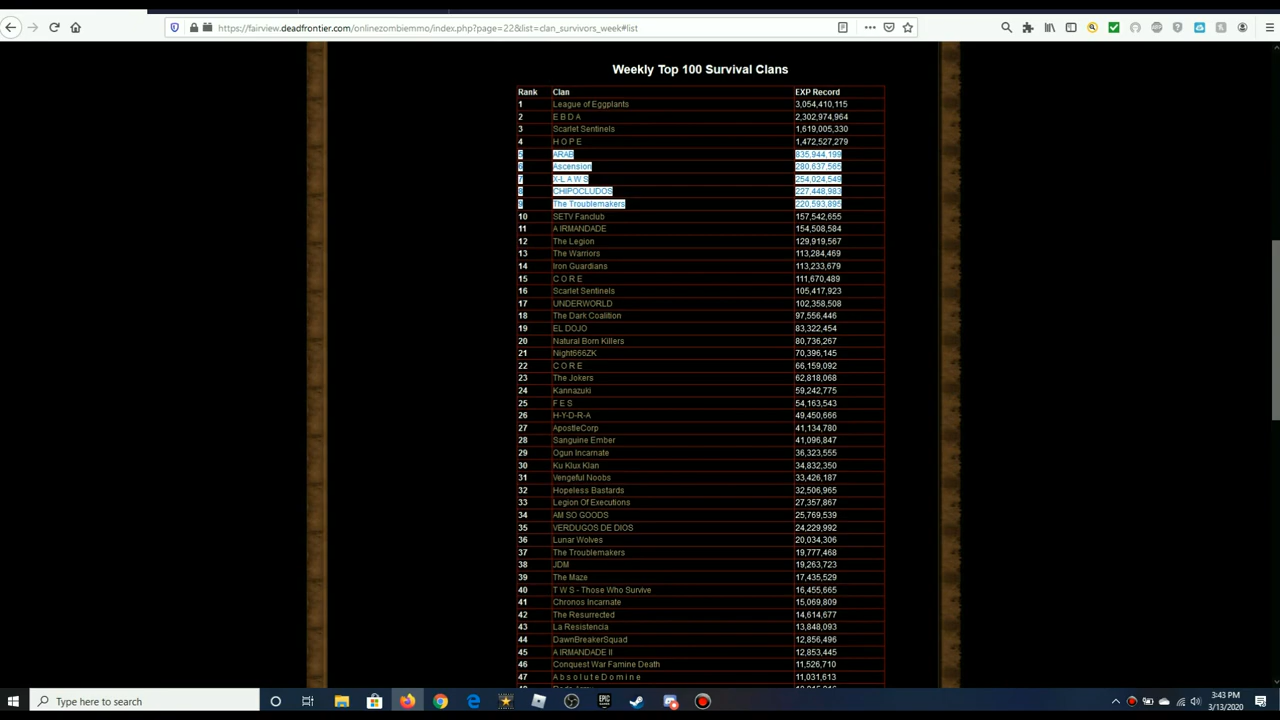 https://fairview.deadfrontier.com/onlinezombiemmo/index.php?page=22&list=clan_survivors_week#list
Weekly Top 100 Survival Clans
Rank Clan EXP Record
1 League of Eggplants 3,054,410,115
2 E B D A 2,302,974,964
3 Scarlet Sentinels 1,619,005,330
4 H O P E 1,472,527,279
5 ARAB 835,944,199
6 Ascension 280,637,565
7 X-L A W S 254,024,549
8 CHIPOCLUDOS 227,448,983
9 The Troublemakers 220,593,895
10 SETV Fanclub 157,542,655
11 A IRMANDADE 154,508,584
12 The Legion 129,919,567
13 The Warriors 113,284,469
14 Iron Guardians 113,233,679
15 C O R E 111,670,489
16 Scarlet Sentinels 105,417,923
17 UNDERWORLD 102,358,508
18 The Dark Coalition 97,556,446
19 EL DOJO 83,322,454
20 Natural Born Killers 80,736,267
21 Night666ZK 70,396,145
22 C O R E 66,159,092
23 The Jokers 62,818,068
24 Kannazuki 59,242,775
25 F E S 54,163,543
26 H-Y-D-R-A 49,450,666
27 ApostleCorp 41,134,780
28 Sanguine Ember 41,096,847
29 Ogun Incarnate 36,323,555
30 Ku Klux Klan 34,832,350
31 Vengeful Noobs 33,426,187
32 Hopeless Bastards 32,506,965
33 Legion Of Executions 27,357,867
34 AM SO GOODS 25,769,539
35 VERDUGOS DE DIOS 24,229,992
36 Lunar Wolves 20,034,306
37 The Troublemakers 19,777,468
38 JDM 19,263,723
39 The Maze 17,435,529
40 T W S - Those Who Survive 16,455,665
41 Chronos Incarnate 15,069,809
42 The Resurrected 14,614,677
43 La Resistencia 13,848,093
44 DawnBreakerSquad 12,856,496
45 A IRMANDADE II 12,853,445
46 Conquest War Famine Death 11,526,710
47 A b s o l u t e D o m i n e 11,031,613
Type here to search
3:43 PM
3/13/2020